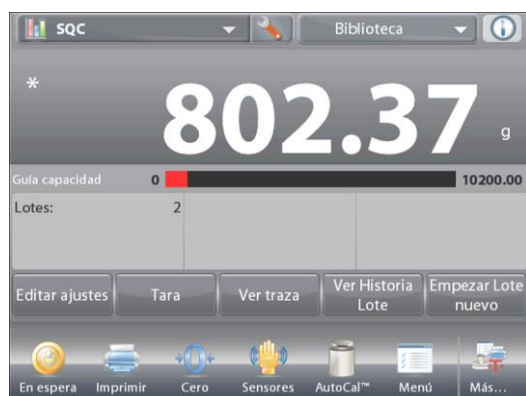 SQC Biblioteca
*
802.37 g
Guía capacidad 0 10200.00
Lotes: 2
Editar ajustes Tara Ver traza Ver Historia Lote Empezar Lote nuevo
En espera Imprimir Cero Sensores AutoCal™ Menú Más...